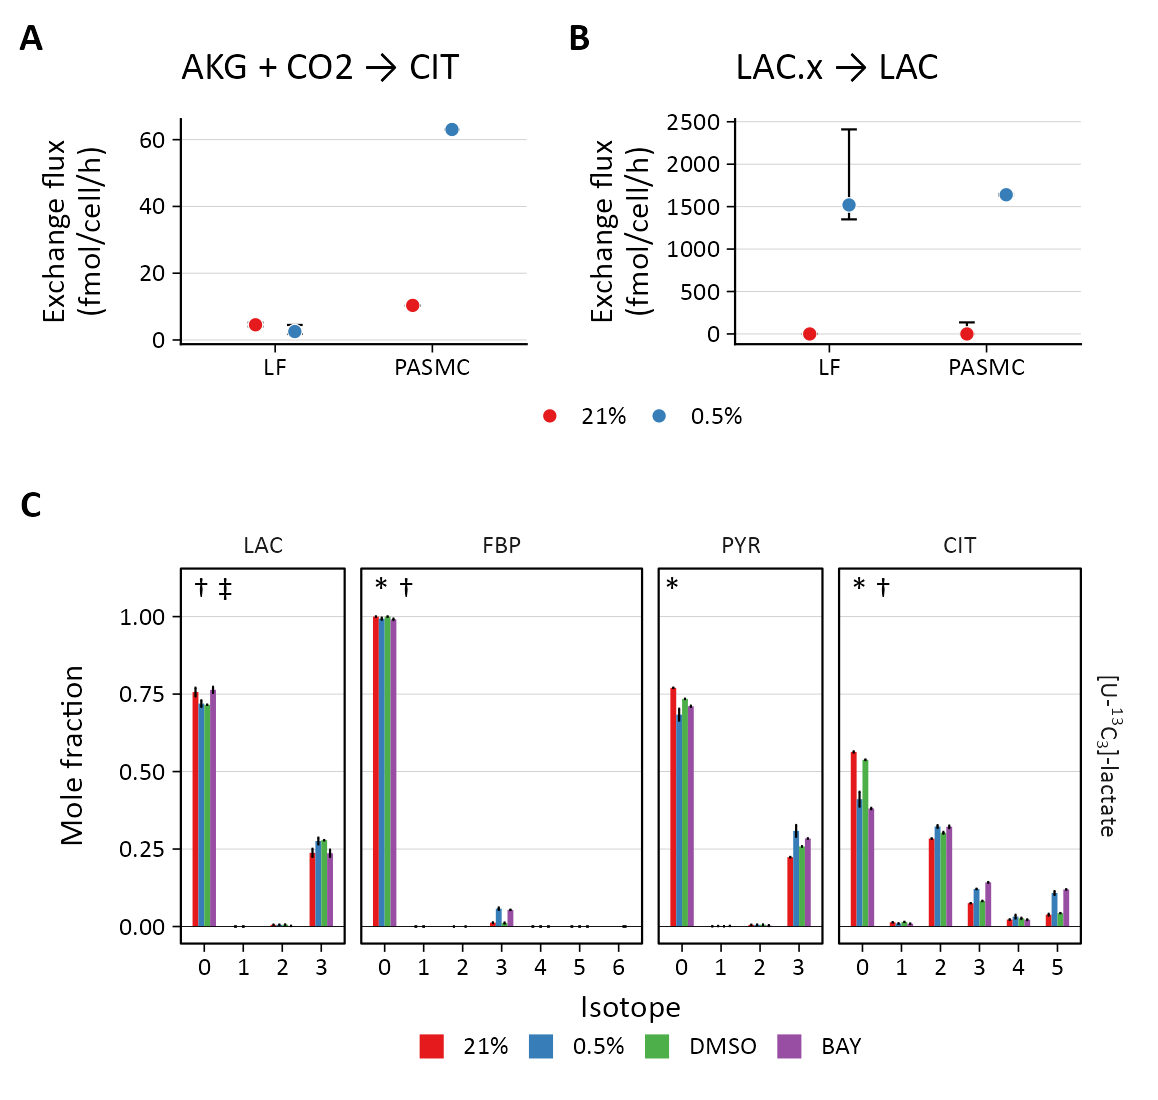 A
AKG + CO2 → CIT
Exchange flux
(fmol/cell/h)
60
40
20
0
LF
PASMC
B
LAC.x → LAC
Exchange flux
(fmol/cell/h)
2500
2000
1500
1000
500
0
LF
PASMC
21%
0.5%
C
LAC
FBP
PYR
CIT
† ‡
* †
*
* †
Mole fraction
1.00
0.75
0.50
0.25
0.00
0 1 2 3
0 1 2 3 4 5 6
0 1 2 3
0 1 2 3 4 5
[U-¹³C₃]-lactate
Isotope
21%
0.5%
DMSO
BAY